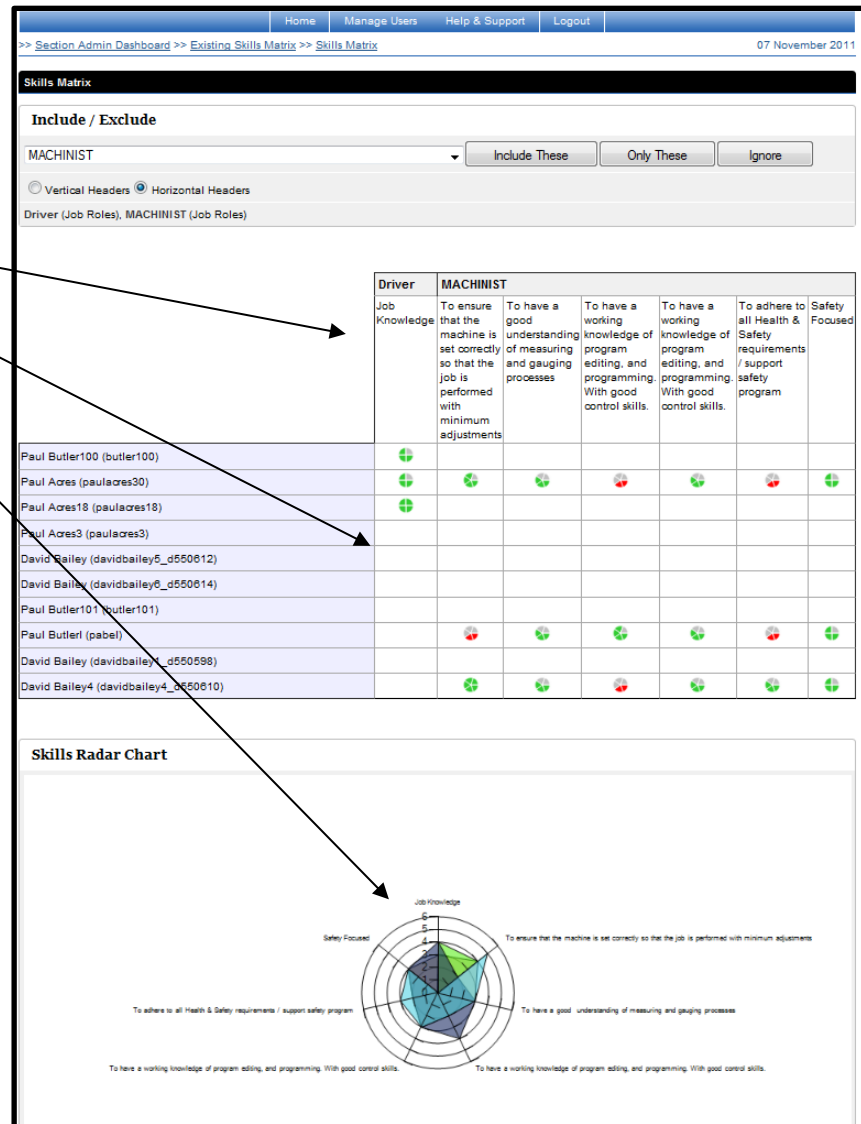 Home Manage Users Help & Support Logout
>> Section Admin Dashboard >> Existing Skills Matrix >> Skills Matrix 07 November 2011
Skills Matrix
Include / Exclude
MACHINIST Include These Only These Ignore
Vertical Headers Horizontal Headers
Driver (Job Roles), MACHINIST (Job Roles)
Driver MACHINIST
Job Knowledge
To ensure that the machine is set correctly so that the job is performed with minimum adjustments
To have a good understanding of measuring and gauging processes
To have a working knowledge of program editing, and programming. With good control skills.
To have a working knowledge of program editing, and programming. With good control skills.
To adhere to all Health & Safety requirements / support safety program
Safety Focused
Paul Butler100 (butler100)
Paul Acres (paulacres30)
Paul Acres18 (paulacres18)
Paul Acres3 (paulacres3)
David Bailey (davidbailey5_d550612)
David Bailey (davidbailey6_d550614)
Paul Butler101 (butler101)
Paul Butlerl (pabel)
David Bailey (davidbailey1_d550598)
David Bailey4 (davidbailey4_d550610)
Skills Radar Chart
Job Knowledge
6
5
4
3
2
1
0
Safety Focused
To ensure that the machine is set correctly so that the job is performed with minimum adjustments
To adhere to all Health & Safety requirements / support safety program
To have a good understanding of measuring and gauging processes
To have a working knowledge of program editing, and programming. With good control skills.
To have a working knowledge of program editing, and programming. With good control skills.